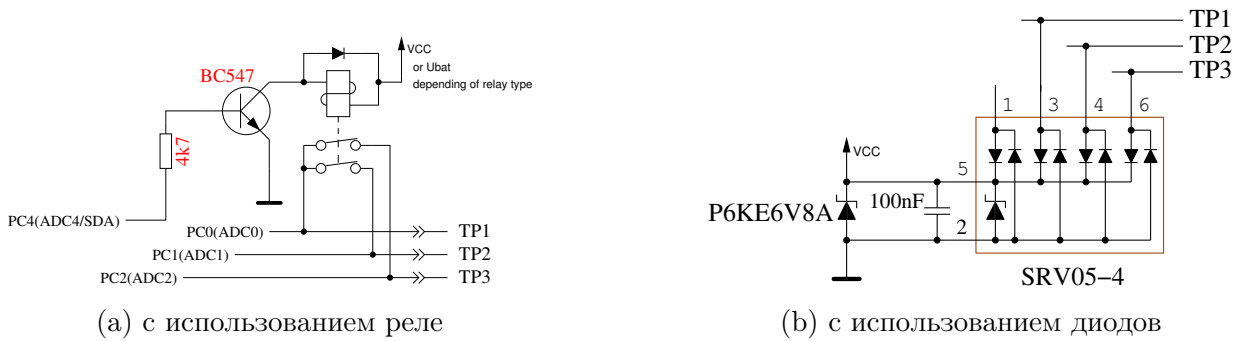 BC547
VCC
or Ubat
depending of relay type
4k7
PC4(ADC4/SDA)
PC0(ADC0)
TP1
PC1(ADC1)
TP2
PC2(ADC2)
TP3
(a) с использованием реле
TP1
TP2
TP3
1
3
4
6
VCC
5
P6KE6V8A
100nF
2
SRV05−4
(b) с использованием диодов